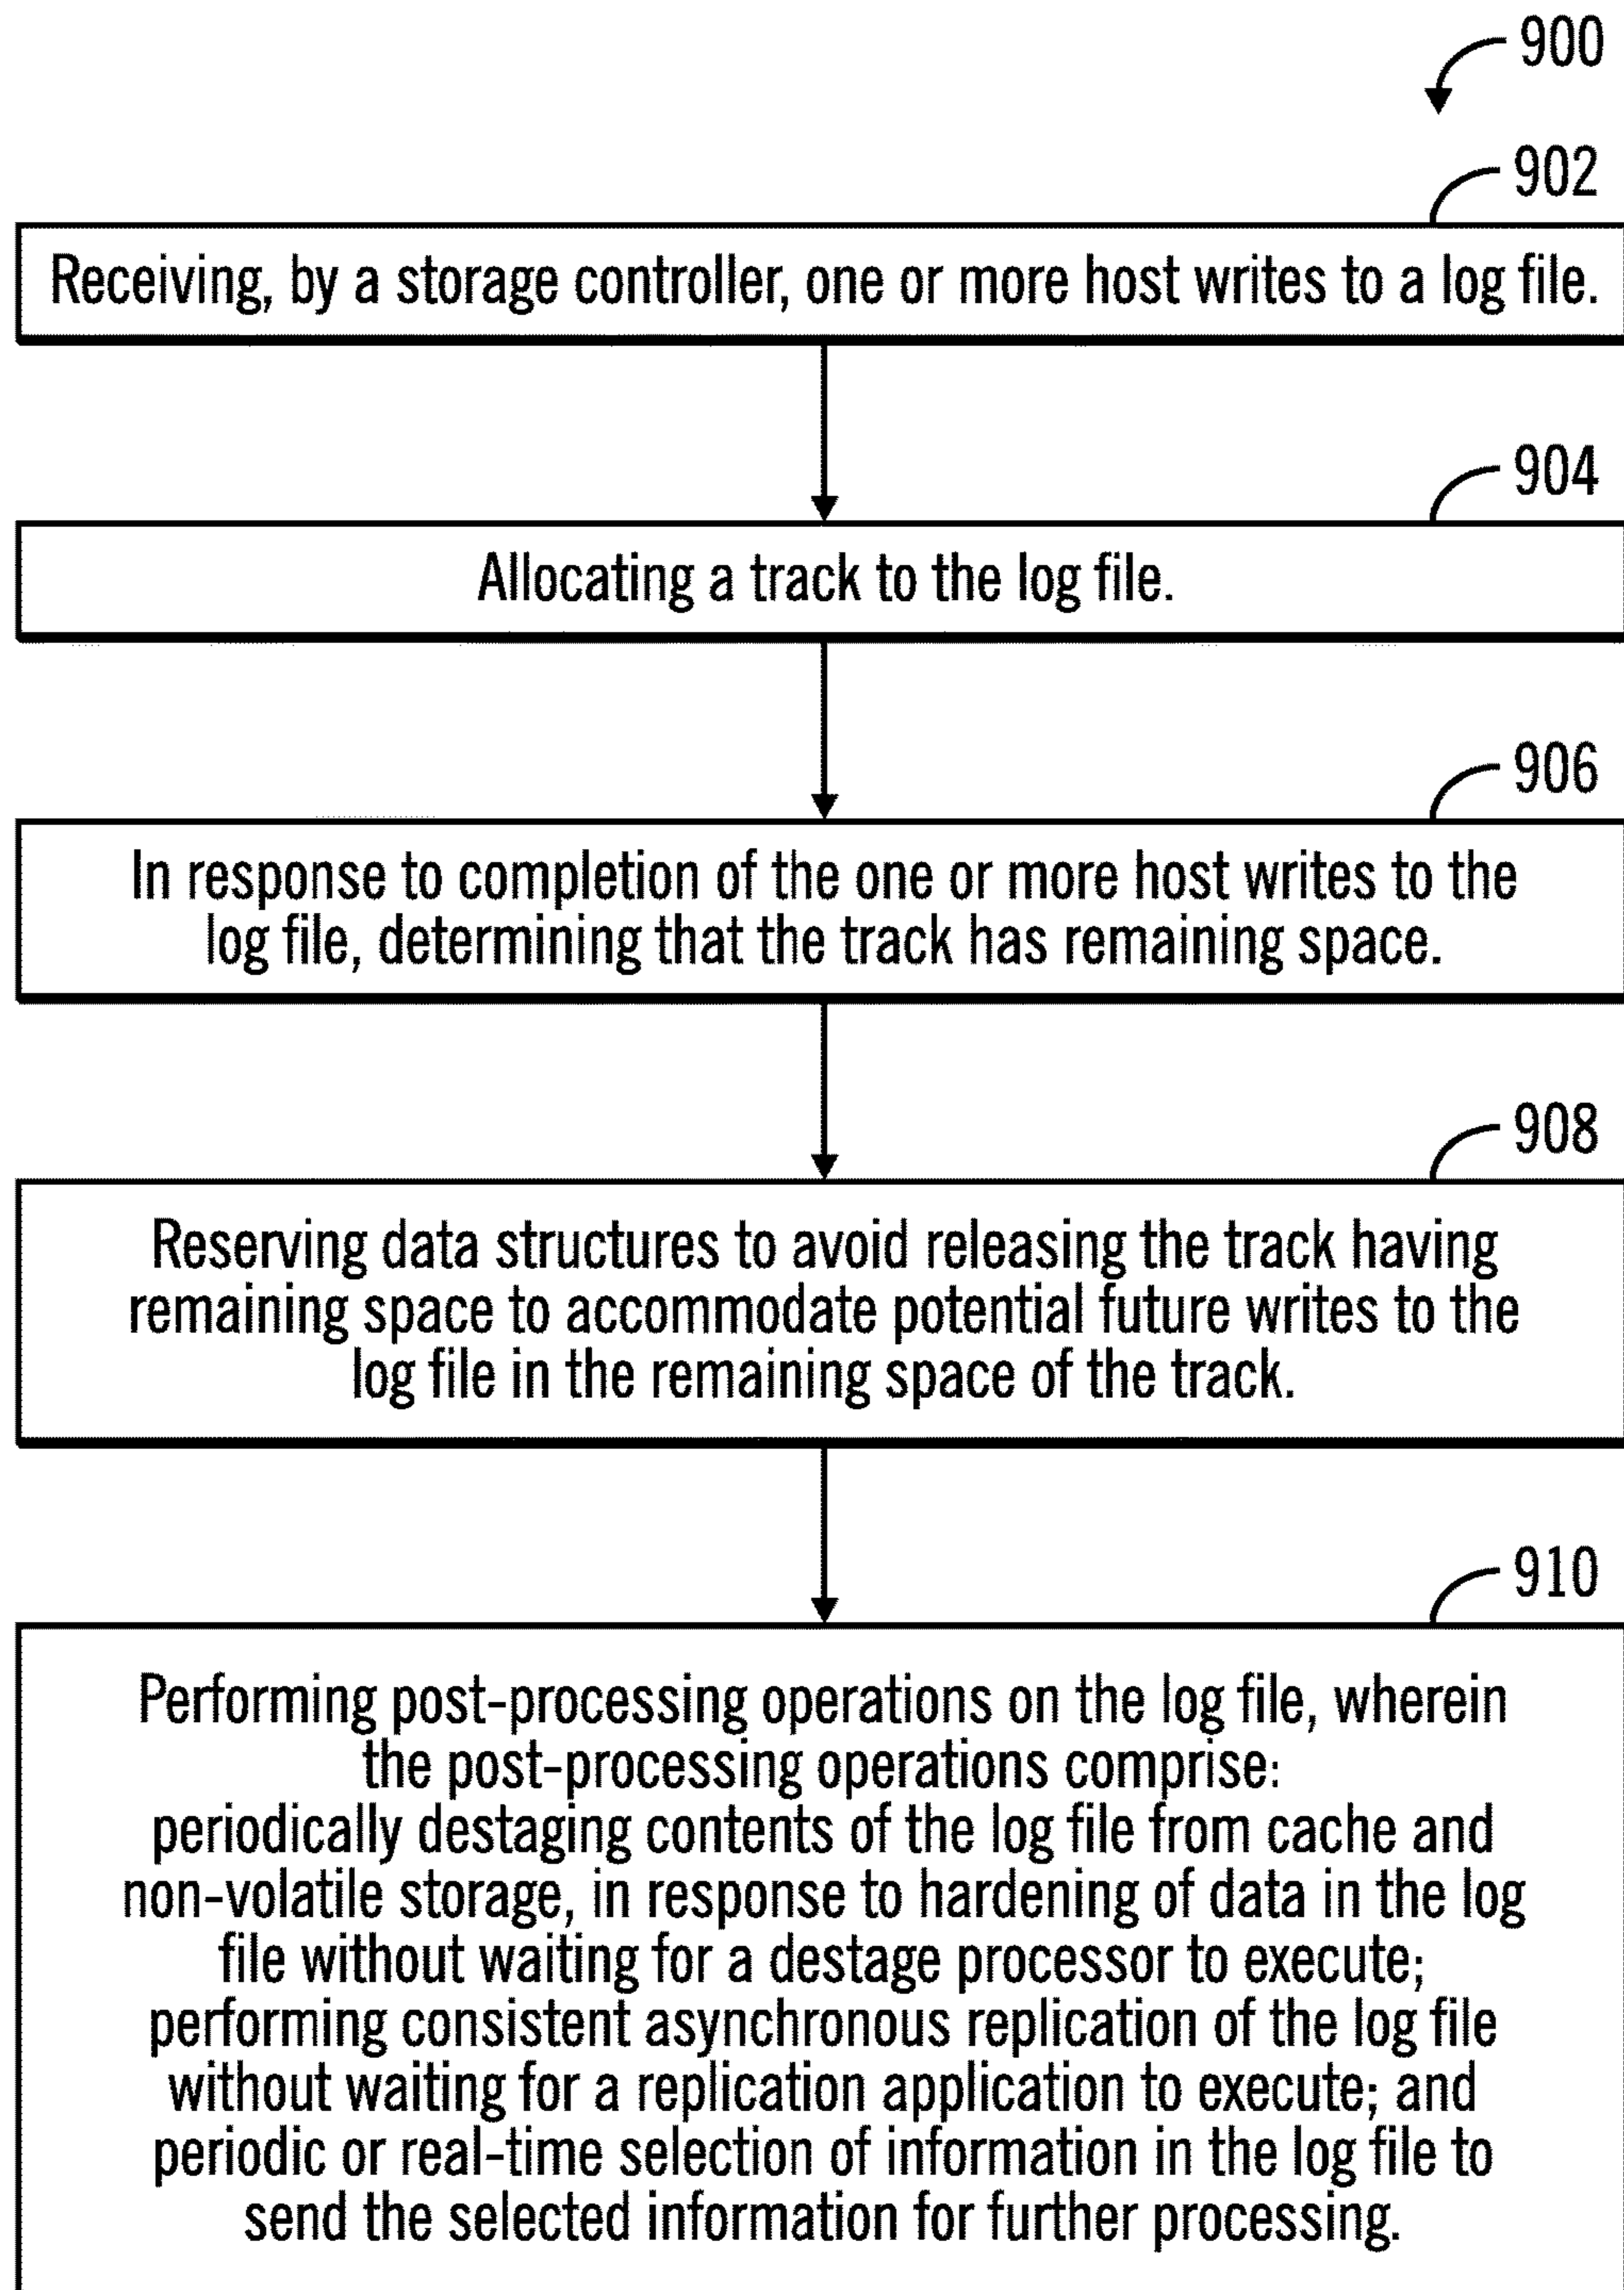 900
902
Receiving, by a storage controller, one or more host writes to a log file.
904
Allocating a track to the log file.
906
In response to completion of the one or more host writes to the
log file, determining that the track has remaining space.
908
Reserving data structures to avoid releasing the track having
remaining space to accommodate potential future writes to the
log file in the remaining space of the track.
910
Performing post-processing operations on the log file, wherein
the post-processing operations comprise:
periodically destaging contents of the log file from cache and
non-volatile storage, in response to hardening of data in the log
file without waiting for a destage processor to execute;
performing consistent asynchronous replication of the log file
without waiting for a replication application to execute; and
periodic or real-time selection of information in the log file to
send the selected information for further processing.